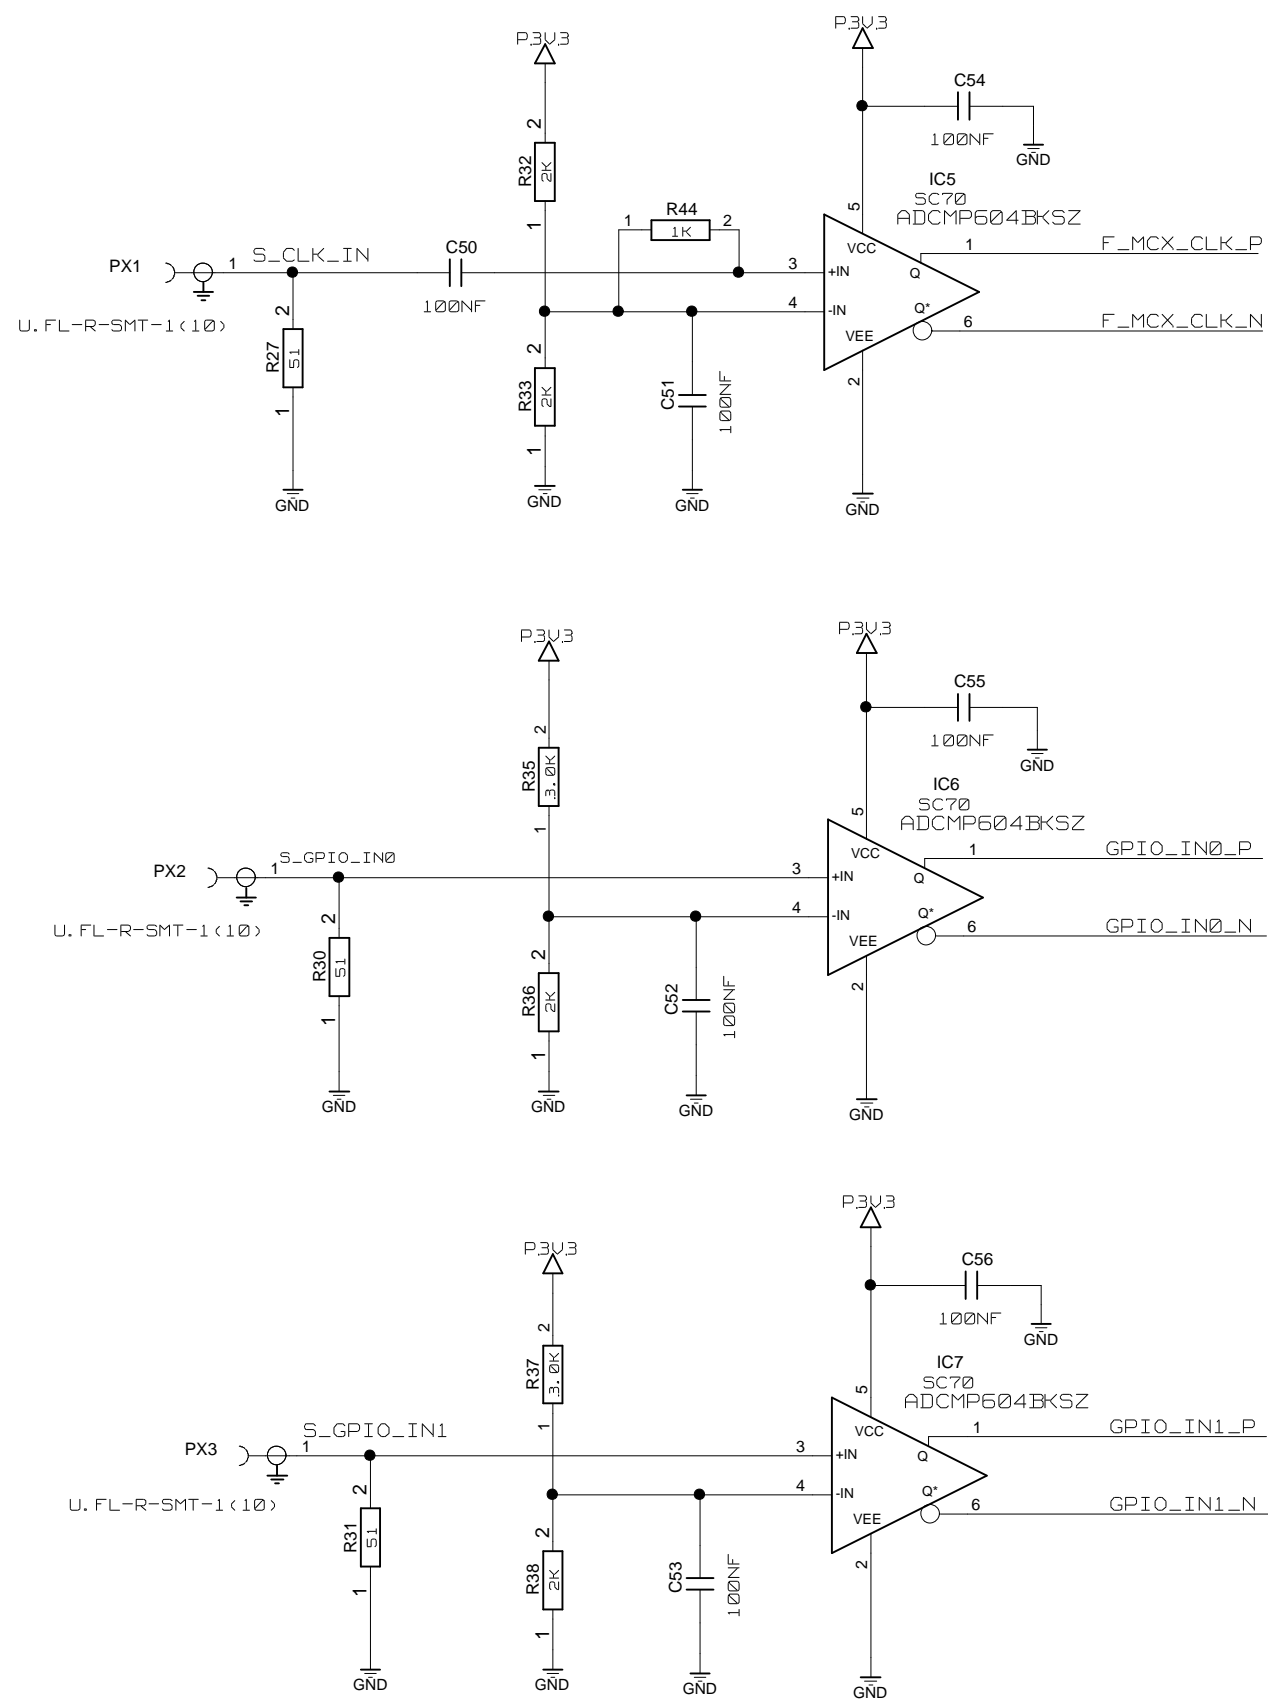 P3V3
P3V3
C54
100NF
GND
2
R32
2K
1
IC5
SC70
ADCMP604BKSZ
5
VCC
R44
1
2
1K
1
F_MCX_CLK_P
PX1
1
S_CLK_IN
C50
100NF
3
+IN
Q
U.FL-R-SMT-1(10)
4
-IN
Q*
6
F_MCX_CLK_N
VEE
2
R27
51
1
2
R33
2K
1
C51
100NF
2
GND
GND
GND
GND
P3V3
P3V3
C55
100NF
GND
2
R35
3.0K
1
IC6
SC70
ADCMP604BKSZ
5
VCC
1
GPIO_IN0_P
PX2
1
S_GPIO_IN0
3
+IN
Q
U.FL-R-SMT-1(10)
4
-IN
Q*
6
GPIO_IN0_N
VEE
2
R30
51
1
2
R36
2K
1
C52
100NF
2
GND
GND
GND
GND
P3V3
P3V3
C56
100NF
GND
2
R37
3.0K
1
IC7
SC70
ADCMP604BKSZ
5
VCC
1
GPIO_IN1_P
PX3
1
S_GPIO_IN1
3
+IN
Q
U.FL-R-SMT-1(10)
4
-IN
Q*
6
GPIO_IN1_N
VEE
2
R31
51
1
2
R38
2K
1
C53
100NF
2
GND
GND
GND
GND